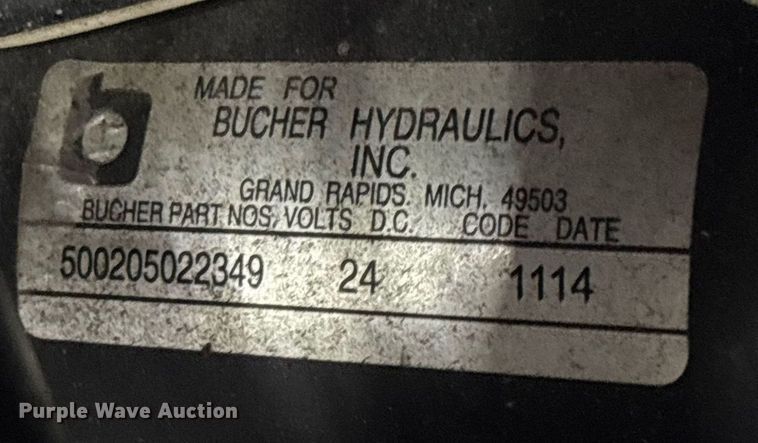 MADE FOR
BUCHER HYDRAULICS,
INC.
GRAND RAPIDS. MICH. 49503
BUCHER PART NOS, VOLTS D.C. CODE DATE
500205022349 24 1114
Purple Wave Auction